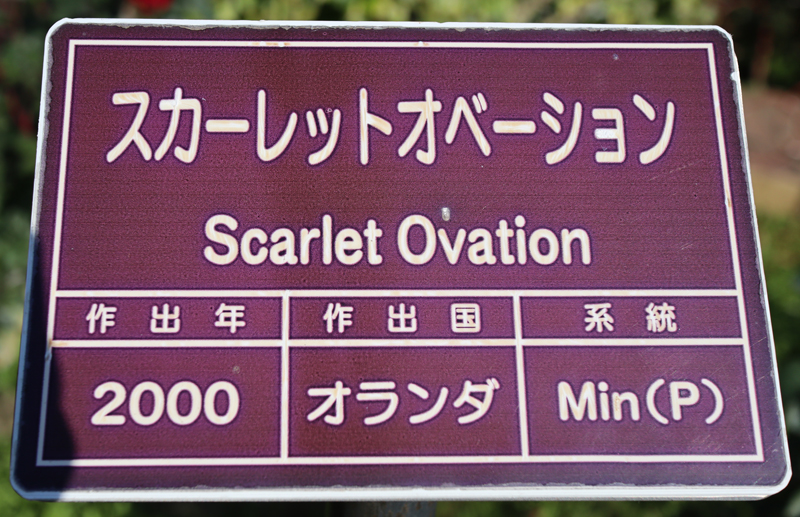 スカーレットオベーション
Scarlet Ovation
作出年 作出国 系統
2000 オランダ Min(P)